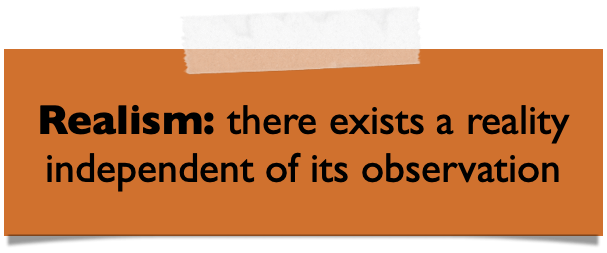 Realism: there exists a reality
independent of its observation